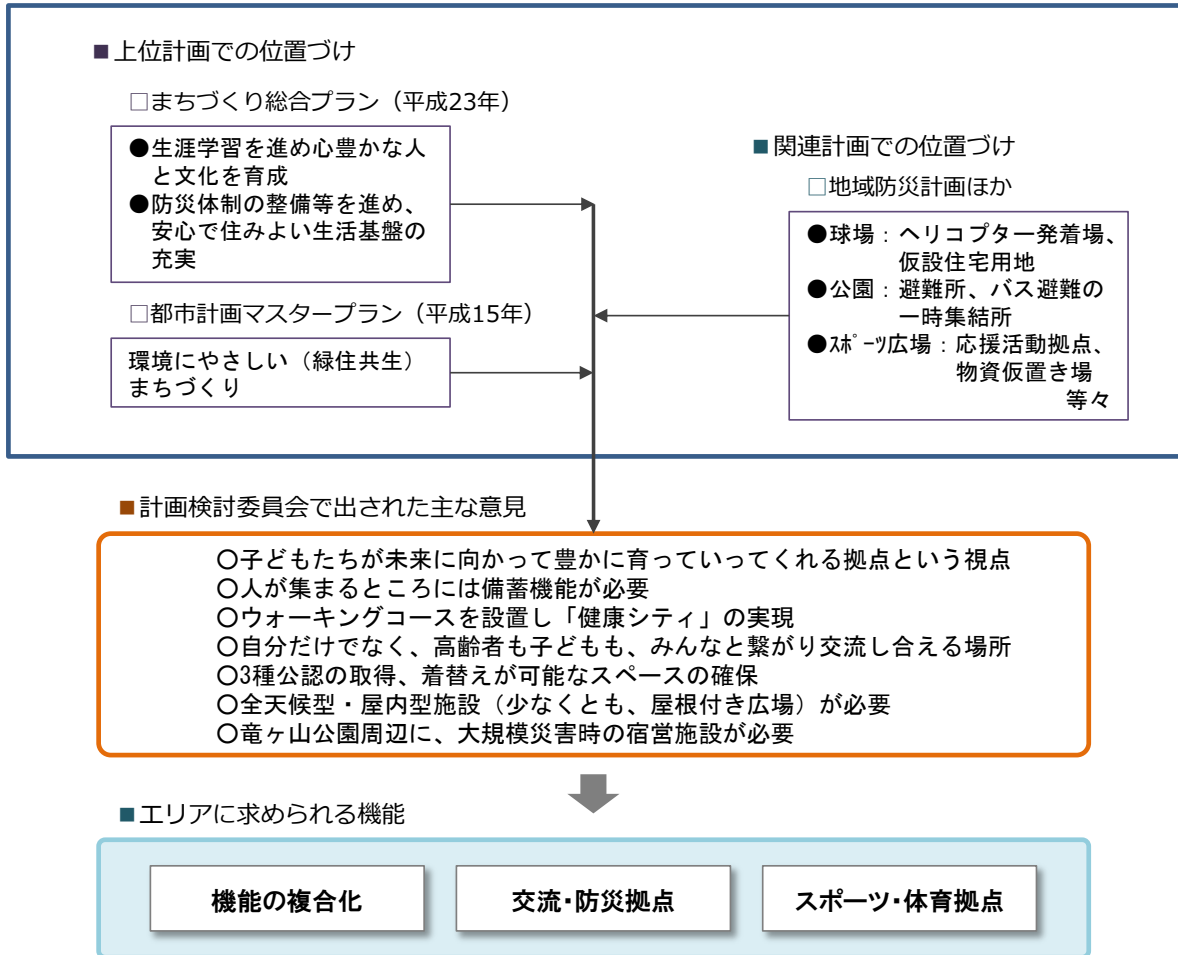 ■上位計画での位置づけ
□まちづくり総合プラン（平成23年）
●生涯学習を進め心豊かな人
と文化を育成
●防災体制の整備等を進め、
安心で住みよい生活基盤の
充実
□都市計画マスタープラン（平成15年）
環境にやさしい（緑住共生）
まちづくり
■関連計画での位置づけ
□地域防災計画ほか
●球場：ヘリコプター発着場、
仮設住宅用地
●公園：避難所、バス避難の
一時集結所
●ｽﾎﾟｰﾂ広場：応援活動拠点、
物資仮置き場
等々
■計画検討委員会で出された主な意見
〇子どもたちが未来に向かって豊かに育っていってくれる拠点という視点
〇人が集まるところには備蓄機能が必要
〇ウォーキングコースを設置し「健康シティ」の実現
〇自分だけでなく、高齢者も子どもも、みんなと繋がり交流し合える場所
〇3種公認の取得、着替えが可能なスペースの確保
〇全天候型・屋内型施設（少なくとも、屋根付き広場）が必要
〇竜ヶ山公園周辺に、大規模災害時の宿営施設が必要
■エリアに求められる機能
機能の複合化
交流・防災拠点
スポーツ・体育拠点